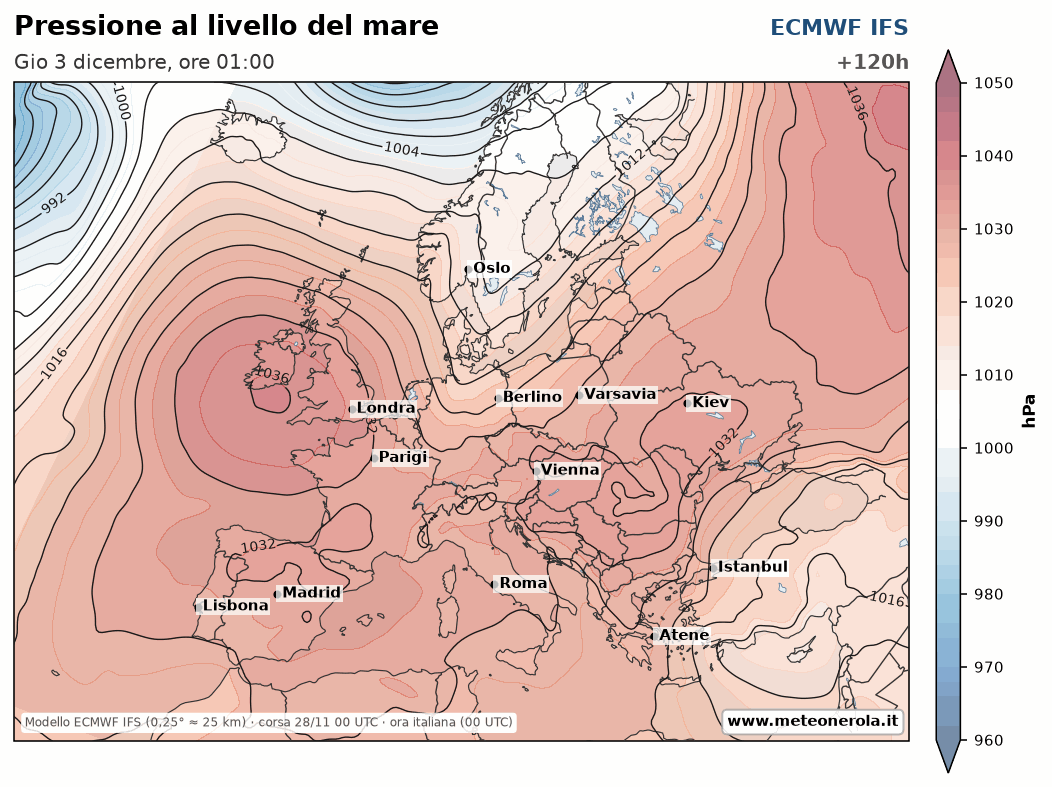 Pressione al livello del mare
ECMWF IFS
Gio 3 dicembre, ore 01:00
+120h
1000
1036
1050
1004
1012
1040
992
Oslo
1030
1020
1016
1036
Londra
Berlino
Varsavia
Kiev
1010
hPa
Parigi
1032
Vienna
1000
990
1032
Istanbul
Roma
Madrid
980
Lisbona
1016
Atene
970
Modello ECMWF IFS (0,25° ≈ 25 km) · corsa 28/11 00 UTC · ora italiana (00 UTC)
www.meteonerola.it
960